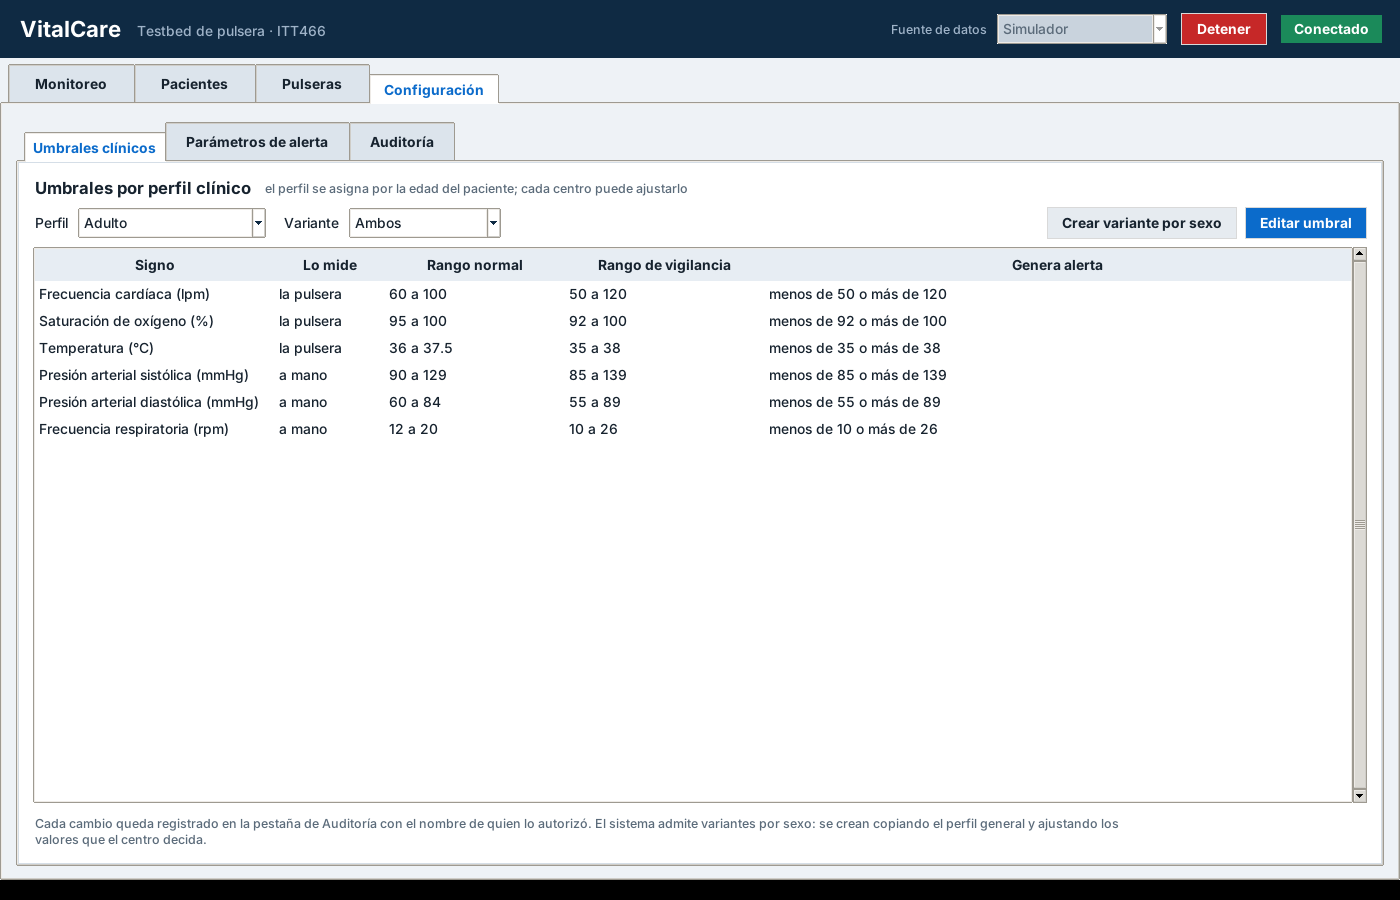 VitalCare Testbed de pulsera · ITT466 Fuente de datos Simulador Detener Conectado
Monitoreo Pacientes Pulseras Configuración
Umbrales clínicos Parámetros de alerta Auditoría
Umbrales por perfil clínico el perfil se asigna por la edad del paciente; cada centro puede ajustarlo
Perfil Adulto Variante Ambos Crear variante por sexo Editar umbral
Signo Lo mide Rango normal Rango de vigilancia Genera alerta
Frecuencia cardíaca (lpm) la pulsera 60 a 100 50 a 120 menos de 50 o más de 120
Saturación de oxígeno (%) la pulsera 95 a 100 92 a 100 menos de 92 o más de 100
Temperatura (°C) la pulsera 36 a 37.5 35 a 38 menos de 35 o más de 38
Presión arterial sistólica (mmHg) a mano 90 a 129 85 a 139 menos de 85 o más de 139
Presión arterial diastólica (mmHg) a mano 60 a 84 55 a 89 menos de 55 o más de 89
Frecuencia respiratoria (rpm) a mano 12 a 20 10 a 26 menos de 10 o más de 26
Cada cambio queda registrado en la pestaña de Auditoría con el nombre de quien lo autorizó. El sistema admite variantes por sexo: se crean copiando el perfil general y ajustando los
valores que el centro decida.